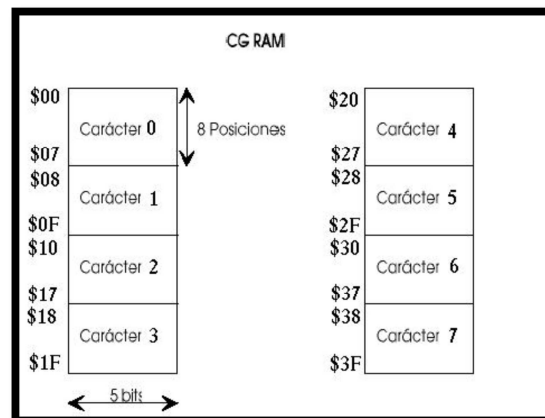 CG RAM
$00
Carácter 0
8 Posiciones
$07
$08
Carácter 1
$0F
$10
Carácter 2
$17
$18
Carácter 3
$1F
5 bits
$20
Carácter 4
$27
$28
Carácter 5
$2F
$30
Carácter 6
$37
$38
Carácter 7
$3F